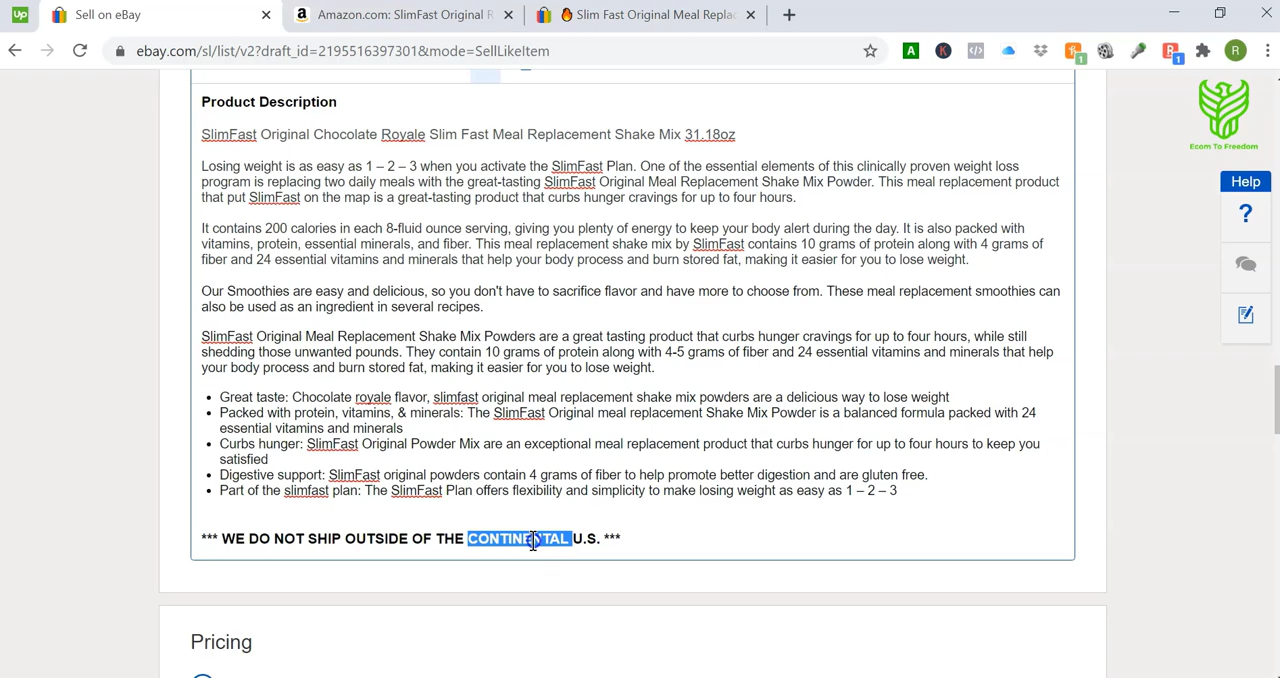 Up
Sell on eBay
a
Amazon.com: SlimFast Original R
Slim Fast Original Meal Replac
ebay.com/sl/list/v2?draft_id=2195516397301&mode=SellLikeItem
A
K
1
R
1
R
Product Description
SlimFast Original Chocolate Royale Slim Fast Meal Replacement Shake Mix 31.18oz
Losing weight is as easy as 1 – 2 – 3 when you activate the SlimFast Plan. One of the essential elements of this clinically proven weight loss
program is replacing two daily meals with the great-tasting SlimFast Original Meal Replacement Shake Mix Powder. This meal replacement product
that put SlimFast on the map is a great-tasting product that curbs hunger cravings for up to four hours.
It contains 200 calories in each 8-fluid ounce serving, giving you plenty of energy to keep your body alert during the day. It is also packed with
vitamins, protein, essential minerals, and fiber. This meal replacement shake mix by SlimFast contains 10 grams of protein along with 4 grams of
fiber and 24 essential vitamins and minerals that help your body process and burn stored fat, making it easier for you to lose weight.
Our Smoothies are easy and delicious, so you don't have to sacrifice flavor and have more to choose from. These meal replacement smoothies can
also be used as an ingredient in several recipes.
SlimFast Original Meal Replacement Shake Mix Powders are a great tasting product that curbs hunger cravings for up to four hours, while still
shedding those unwanted pounds. They contain 10 grams of protein along with 4-5 grams of fiber and 24 essential vitamins and minerals that help
your body process and burn stored fat, making it easier for you to lose weight.
• Great taste: Chocolate royale flavor, slimfast original meal replacement shake mix powders are a delicious way to lose weight
• Packed with protein, vitamins, & minerals: The SlimFast Original meal replacement Shake Mix Powder is a balanced formula packed with 24
essential vitamins and minerals
• Curbs hunger: SlimFast Original Powder Mix are an exceptional meal replacement product that curbs hunger for up to four hours to keep you
satisfied
• Digestive support: SlimFast original powders contain 4 grams of fiber to help promote better digestion and are gluten free.
• Part of the slimfast plan: The SlimFast Plan offers flexibility and simplicity to make losing weight as easy as 1 – 2 – 3
*** WE DO NOT SHIP OUTSIDE OF THE CONTINENTAL U.S. ***
Pricing
Ecom To Freedom
Help
?